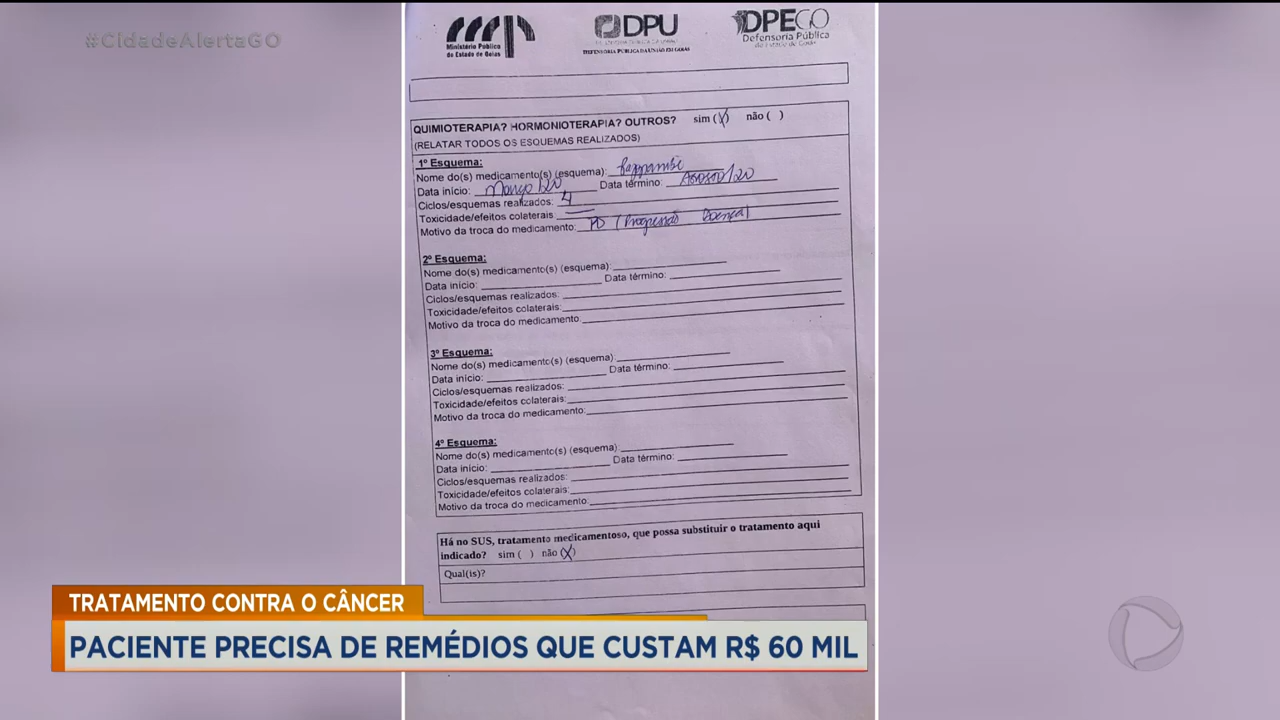 #CidadeAlertaGO
Ministério Público
do Estado de Goiás
DPU
DEFENSORIA PÚBLICA DA UNIÃO EM GOIÁS
DPEGO
Defensoria Pública
do Estado de Goiás
QUIMIOTERAPIA? HORMONIOTERAPIA? OUTROS? sim (X) não ( )
(RELATAR TODOS OS ESQUEMAS REALIZADOS)
1º Esquema:
Nome do(s) medicamento(s) (esquema):
Data início: Março/20 Data término: Agosto/20
Ciclos/esquemas realizados: 4
Toxicidade/efeitos colaterais:
Motivo da troca do medicamento: PD (Progressão Doença)
2º Esquema:
Nome do(s) medicamento(s) (esquema):
Data início: Data término:
Ciclos/esquemas realizados:
Toxicidade/efeitos colaterais:
Motivo da troca do medicamento:
3º Esquema:
Nome do(s) medicamento(s) (esquema):
Data início: Data término:
Ciclos/esquemas realizados:
Toxicidade/efeitos colaterais:
Motivo da troca do medicamento:
4º Esquema:
Nome do(s) medicamento(s) (esquema):
Data início: Data término:
Ciclos/esquemas realizados:
Toxicidade/efeitos colaterais:
Motivo da troca do medicamento:
Há no SUS, tratamento medicamentoso, que possa substituir o tratamento aqui
indicado? sim ( ) não (X)
Qual(is)?
TRATAMENTO CONTRA O CÂNCER
PACIENTE PRECISA DE REMÉDIOS QUE CUSTAM R$ 60 MIL